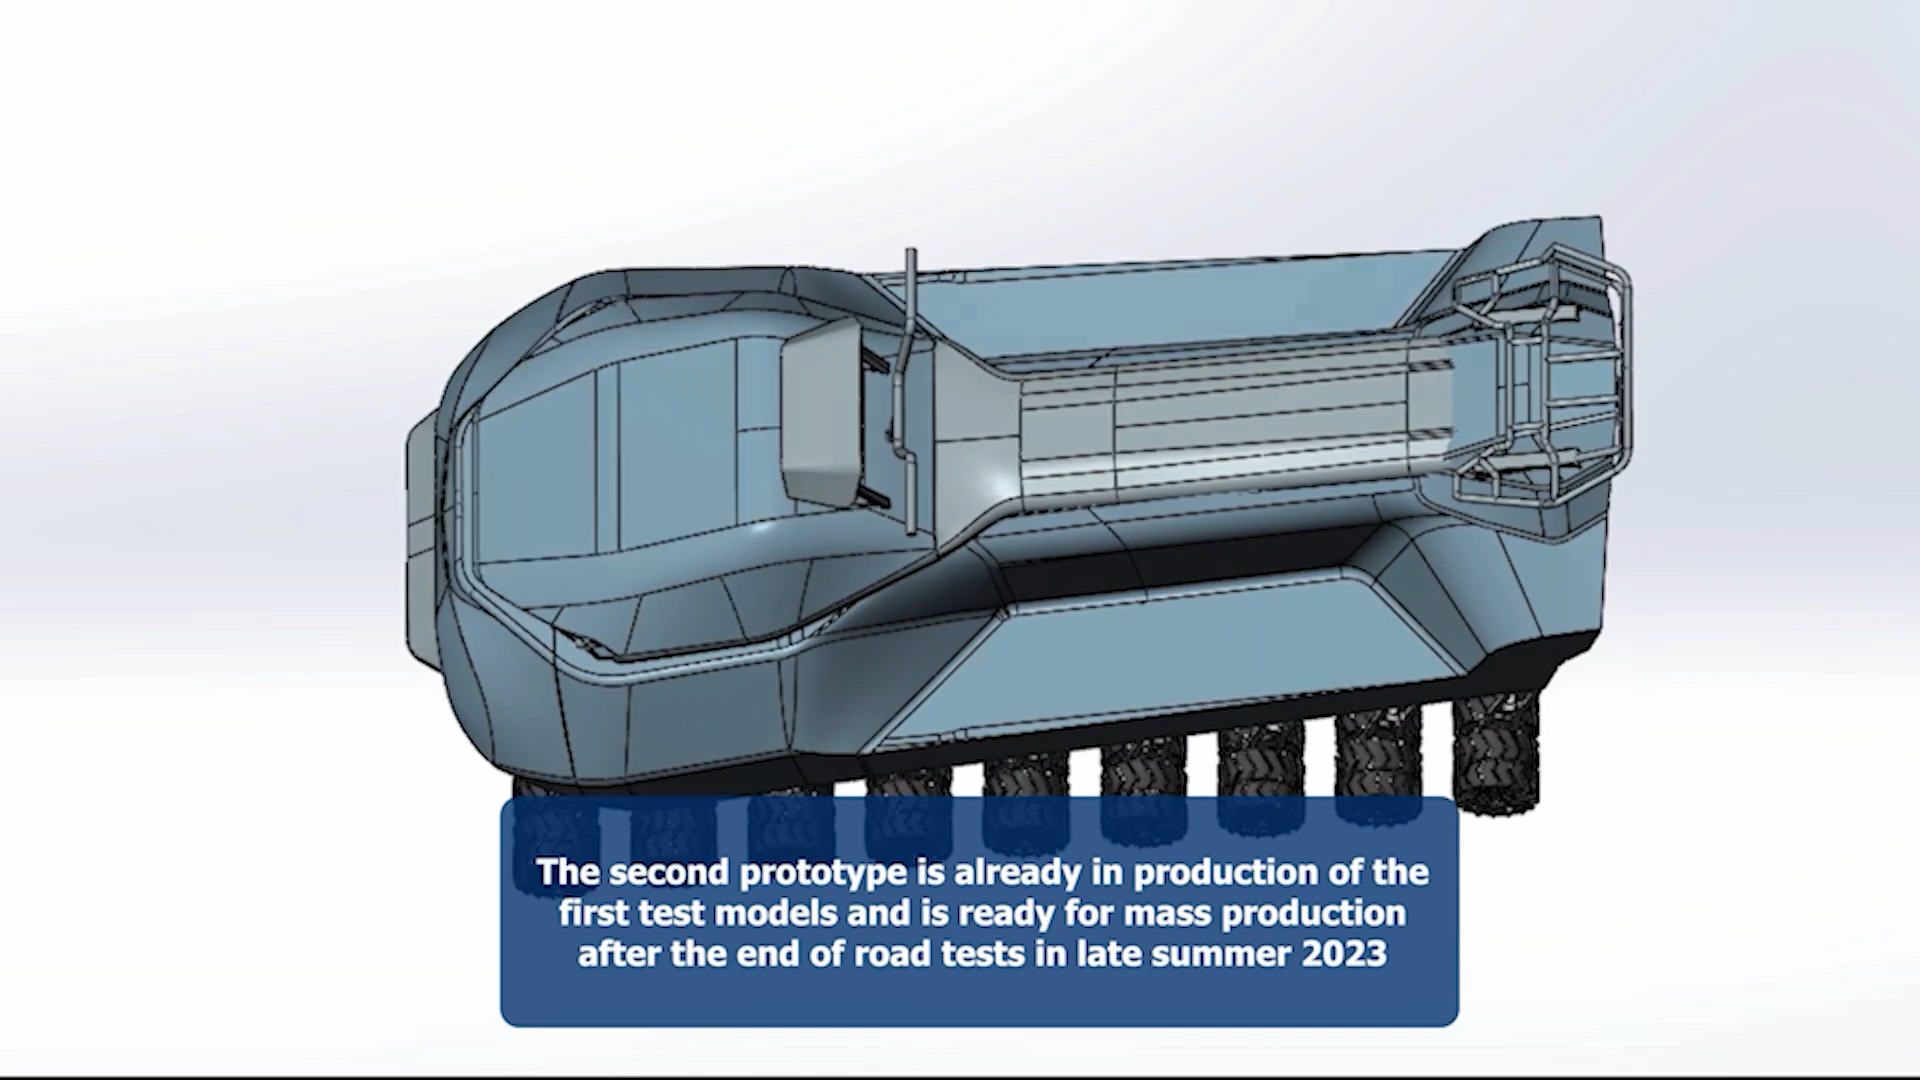 The second prototype is already in production of the
first test models and is ready for mass production
after the end of road tests in late summer 2023